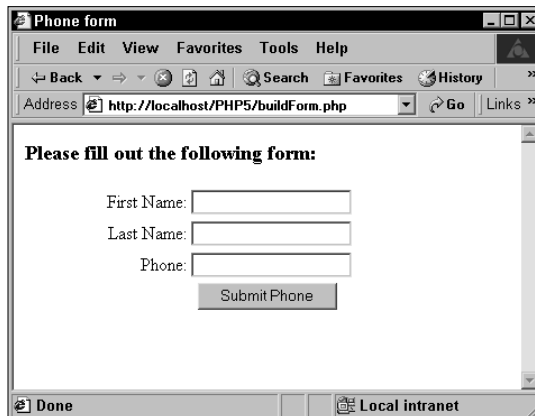 Phone form
File Edit View Favorites Tools Help
Back Search Favorites History »
Address http://localhost/PHP5/buildForm.php Go Links »
Please fill out the following form:
First Name:
Last Name:
Phone:
Submit Phone
Done Local intranet